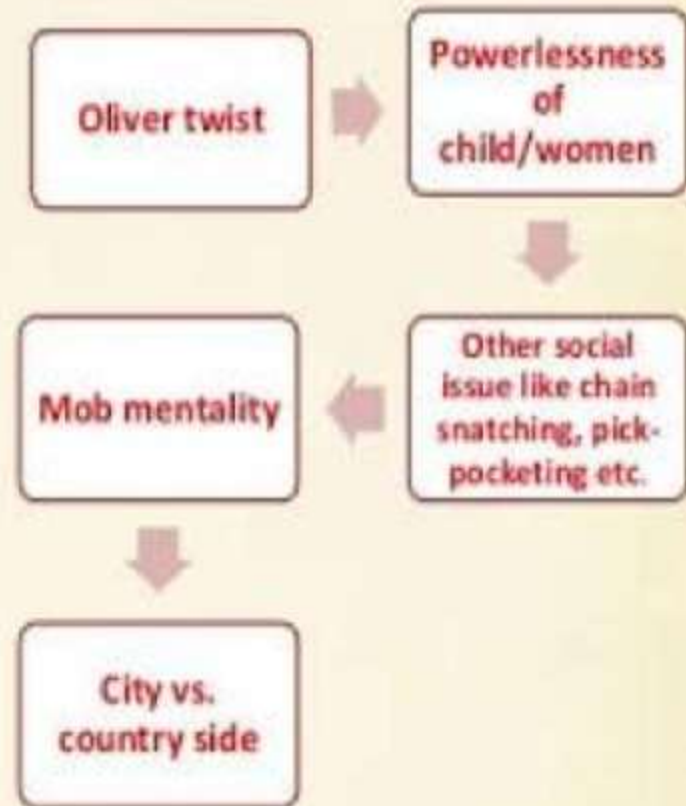 Oliver twist
Powerlessness
of
child/women
Other social
issue like chain
snatching, pick-
pocketing etc.
Mob mentality
City vs.
country side